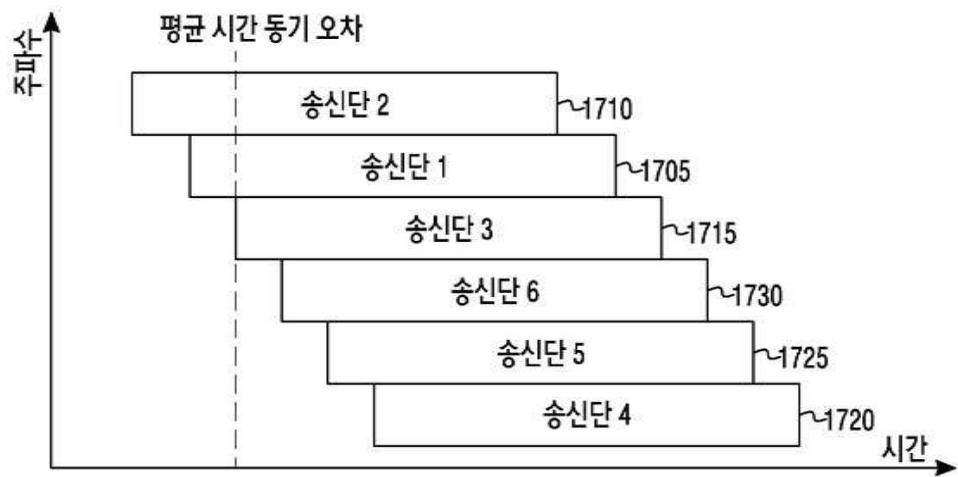 평균 시간 동기 오차
주파수
송신단 2
1710
송신단 1
1705
송신단 3
1715
송신단 6
1730
송신단 5
1725
송신단 4
1720
시간